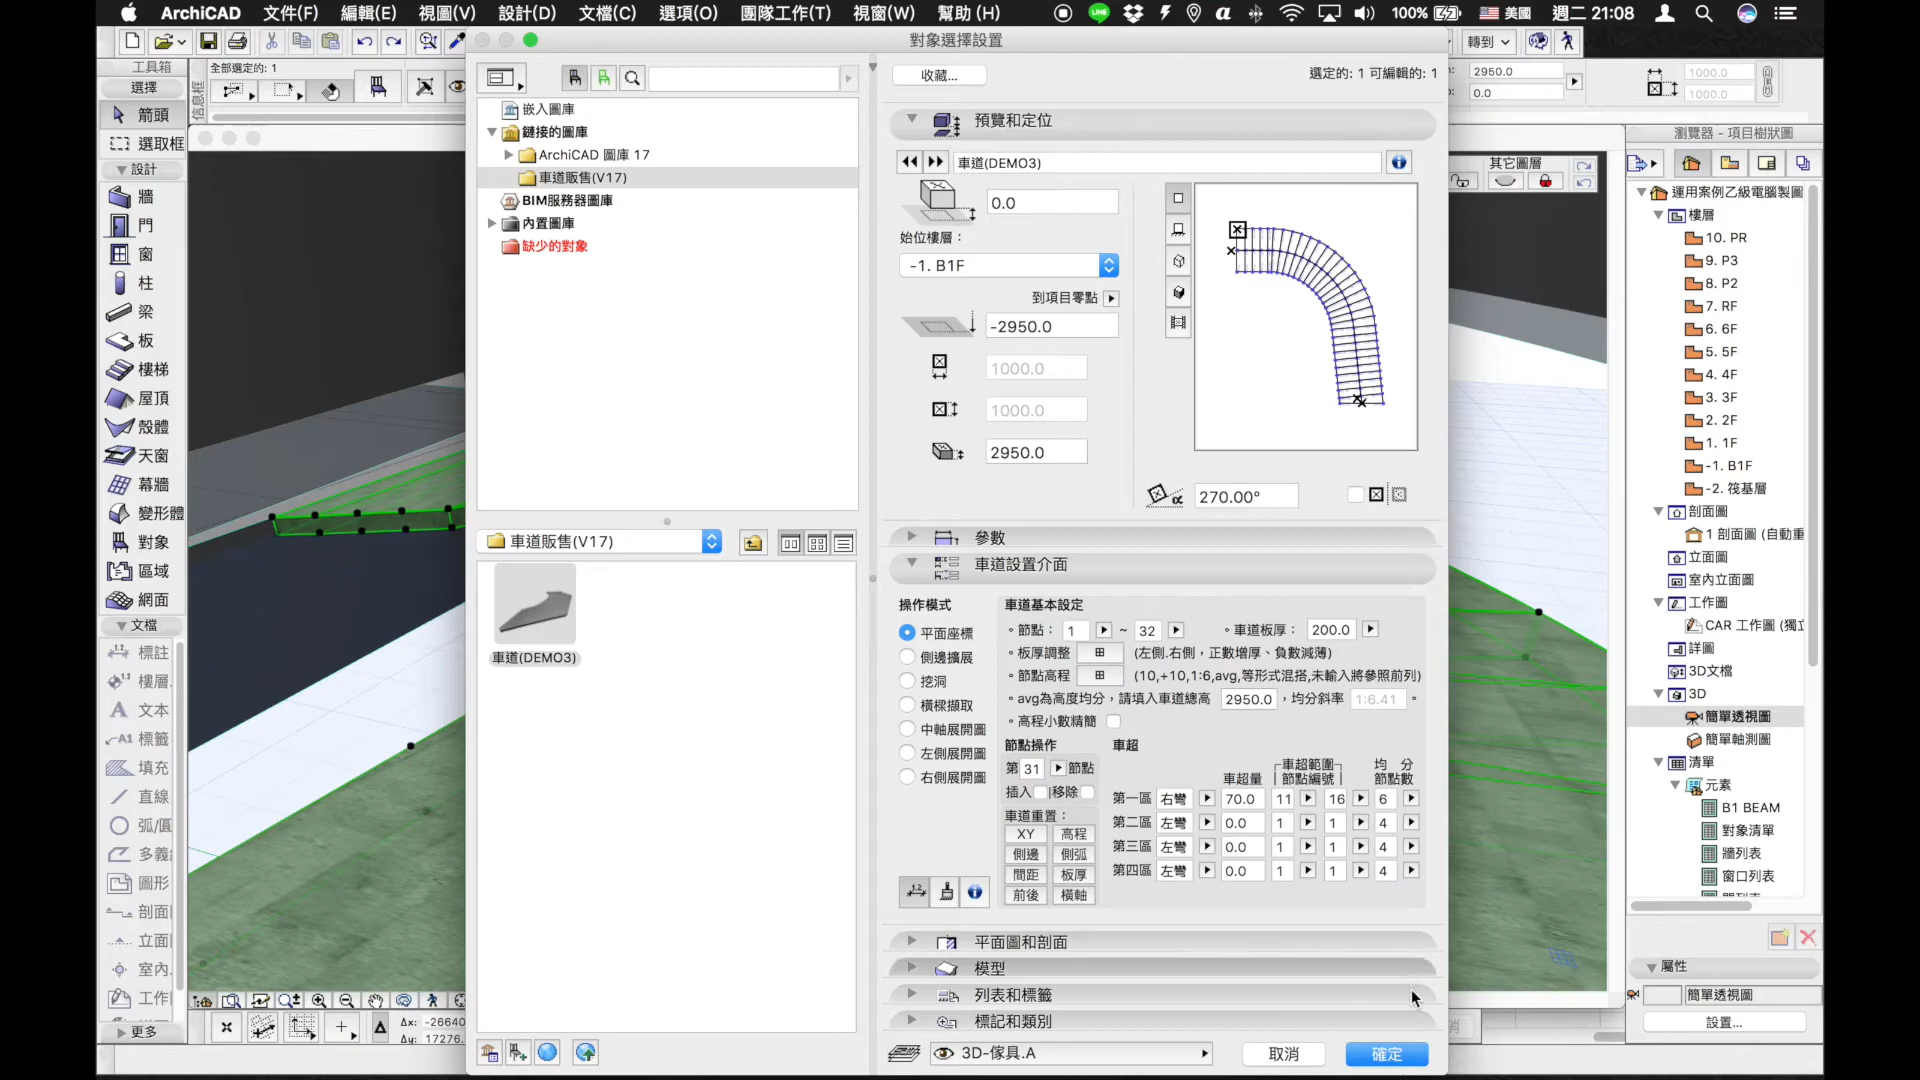 ArchiCAD 文件(F) 編輯(E) 視圖(V) 設計(D) 文檔(C) 選項(O) 團隊工作(T) 視窗(W) 幫助 (H) LINE 100% 美國 週二 21:08
對象選擇設置
工具箱
全部選定的: 1
轉到
選擇
箭頭
選取框
信息框
收藏...
選定的: 1 可編輯的: 1
2950.0
0.0
1000.0
1000.0
嵌入圖庫
鏈接的圖庫
ArchiCAD 圖庫 17
車道販售(V17)
BIM服務器圖庫
內置圖庫
缺少的對象
預覽和定位
車道(DEMO3)
0.0
始位樓層：
-1. B1F
到項目零點
-2950.0
1000.0
1000.0
2950.0
270.00°
α
設計
牆
門
窗
柱
梁
板
樓梯
屋頂
殼體
天窗
幕牆
變形體
對象
區域
網面
文檔
標註
樓層
文本
A1 標籤
填充
直線
弧/圓
圖形
剖面
立面
室內
工作
更多
車道販售(V17)
車道(DEMO3)
參數
車道設置介面
操作模式
平面座標
側邊擴展
挖洞
橫樑擷取
中軸展開圖
左側展開圖
右側展開圖
車道基本設定
。節點： 1 ~ 32 。車道板厚： 200.0
。板厚調整 (左側.右側，正數增厚、負數減薄)
。節點高程 (10,+10,1:6,avg,等形式混搭,未輸入將參照前列)
。avg為高度均分，請填入車道總高 2950.0 ，均分斜率 1:6.41 。
。高程小數精簡
節點操作
第 31 節點
插入 |移除
車道重置：
XY 高程
側邊 側弧
間距 板厚
前後 橫軸
車超
車超量 車超範圍 節點編號 均 分 節點數
第一區 右彎 70.0 11 16 6
第二區 左彎 0.0 1 1 4
第三區 左彎 0.0 1 1 4
第四區 左彎 0.0 1 1 4
平面圖和剖面
模型
列表和標籤
標記和類別
3D-傢具.A
取消
確定
Δx: -26640
Δy: 17276.
其它圖層
瀏覽器 - 項目樹狀圖
運用案例乙級電腦製圖
樓層
10. PR
9. P3
8. P2
7. RF
6. 6F
5. 5F
4. 4F
3. 3F
2. 2F
1. 1F
-1. B1F
-2. 筏基層
剖面圖
1 剖面圖 (自動重
立面圖
室內立面圖
工作圖
CAR 工作圖 (獨立
詳圖
3D文檔
3D
簡單透視圖
簡單軸測圖
清單
元素
B1 BEAM
對象清單
牆列表
窗口列表
屬性
簡單透視圖
設置...